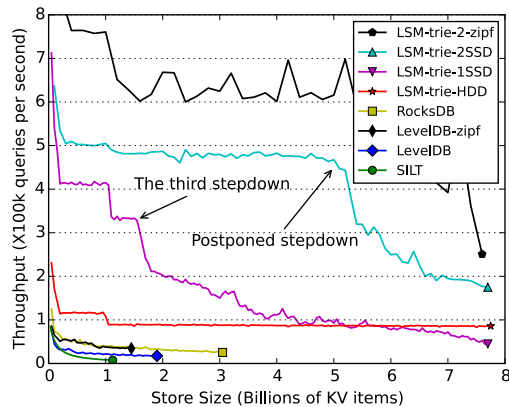 8
7
6
5
4
3
2
1
0
0
1
2
3
4
5
6
7
8
Throughput (X100k queries per second)
Store Size (Billions of KV items)
LSM-trie-2-zipf
LSM-trie-2SSD
LSM-trie-1SSD
LSM-trie-HDD
RocksDB
LevelDB-zipf
LevelDB
SILT
The third stepdown
Postponed stepdown